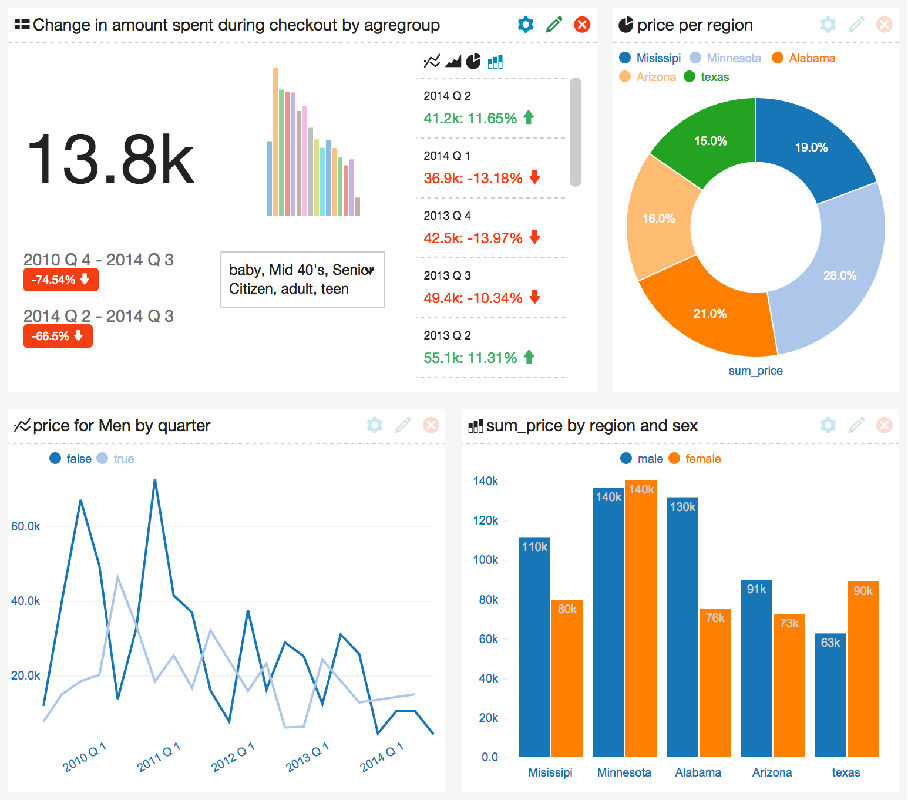 Change in amount spent during checkout by agregroup
13.8k
2010 Q 4 - 2014 Q 3
-74.54%
2014 Q 2 - 2014 Q 3
-66.5%
baby, Mid 40's, Senior
Citizen, adult, teen
2014 Q 2
41.2k: 11.65%
2014 Q 1
36.9k: -13.18%
2013 Q 4
42.5k: -13.97%
2013 Q 3
49.4k: -10.34%
2013 Q 2
55.1k: 11.31%
price per region
Misissipi Minnesota Alabama
Arizona texas
15.0%
19.0%
16.0%
28.0%
21.0%
sum_price
price for Men by quarter
false true
60.0k
40.0k
20.0k
2010 Q 1
2011 Q 1
2012 Q 1
2013 Q 1
2014 Q 1
sum_price by region and sex
male female
140k
120k
100k
80k
60k
40k
20k
0.0
110k
80k
140k
140k
130k
76k
91k
73k
63k
90k
Misissipi Minnesota Alabama Arizona texas